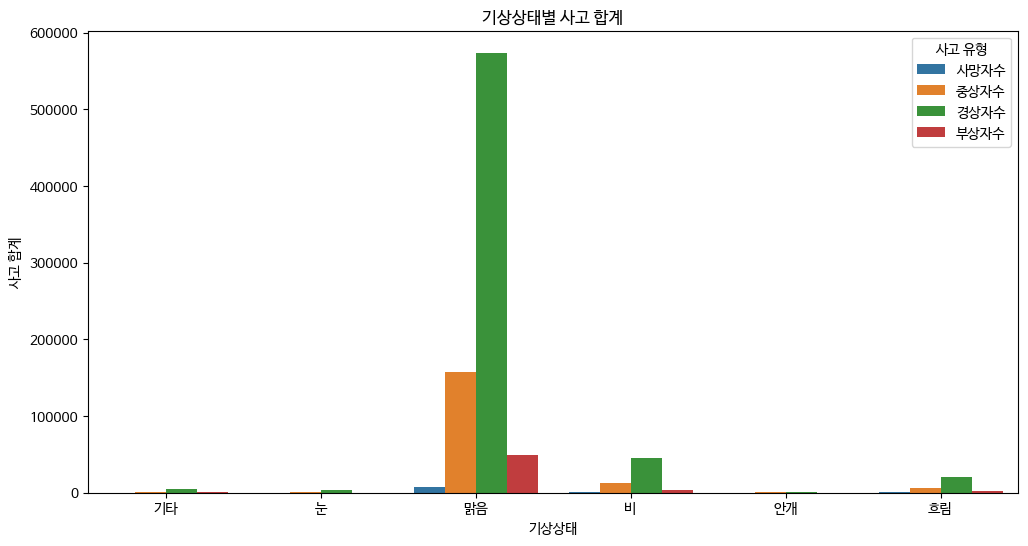 기상상태별 사고 합계
사고 유형
사망자수
중상자수
경상자수
부상자수
사고 합계
600000
500000
400000
300000
200000
100000
0
기타 눈 맑음 비 안개 흐림
기상상태